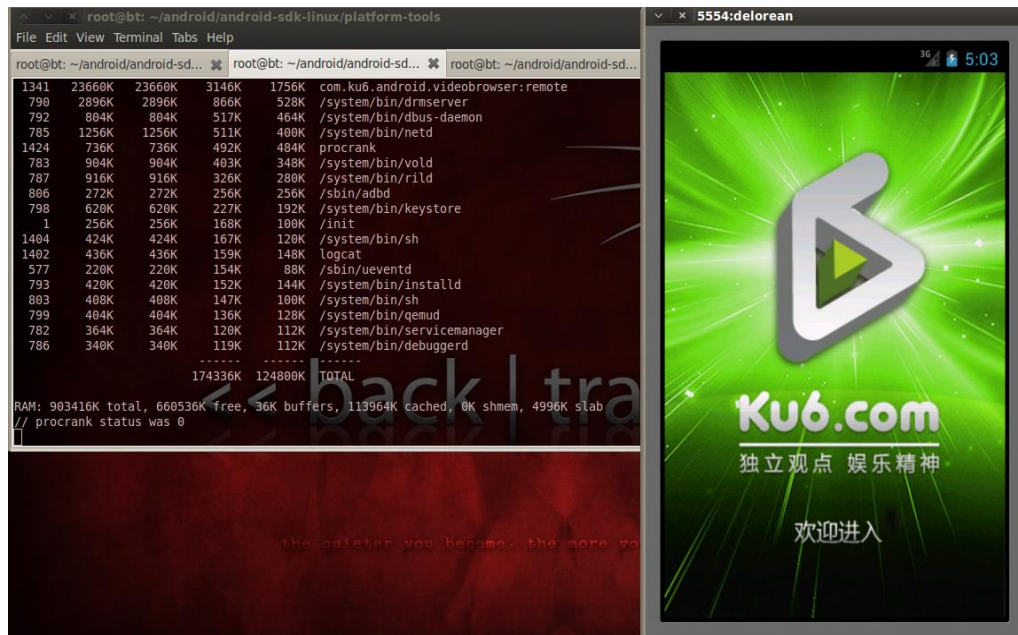 root@bt: ~/android/android-sdk-linux/platform-tools
File Edit View Terminal Tabs Help
root@bt: ~/android/android-sd... root@bt: ~/android/android-sd... root@bt: ~/android/android-sd...
1341 23660K 23660K 3146K 1756K com.ku6.android.videobrowser:remote
790 2896K 2896K 866K 528K /system/bin/drmserver
792 804K 804K 517K 464K /system/bin/dbus-daemon
785 1256K 1256K 511K 400K /system/bin/netd
1424 736K 736K 492K 484K procrank
783 904K 904K 403K 348K /system/bin/vold
787 916K 916K 326K 280K /system/bin/rild
806 272K 272K 256K 256K /sbin/adbd
798 620K 620K 227K 192K /system/bin/keystore
1 256K 256K 168K 100K /init
1404 424K 424K 167K 120K /system/bin/sh
1402 436K 436K 159K 148K logcat
577 220K 220K 154K 88K /sbin/ueventd
793 420K 420K 152K 144K /system/bin/installd
803 408K 408K 147K 100K /system/bin/sh
799 404K 404K 136K 128K /system/bin/qemud
782 364K 364K 120K 112K /system/bin/servicemanager
786 340K 340K 119K 112K /system/bin/debuggerd
------ ------ ------
174336K 124800K TOTAL
RAM: 903416K total, 660536K free, 36K buffers, 113964K cached, 0K shmem, 4996K slab
// procrank status was 0
<< back | tra
the quieter you become, the more yo
5554:delorean
3G 5:03
Ku6.com
独立观点 娱乐精神
欢迎进入